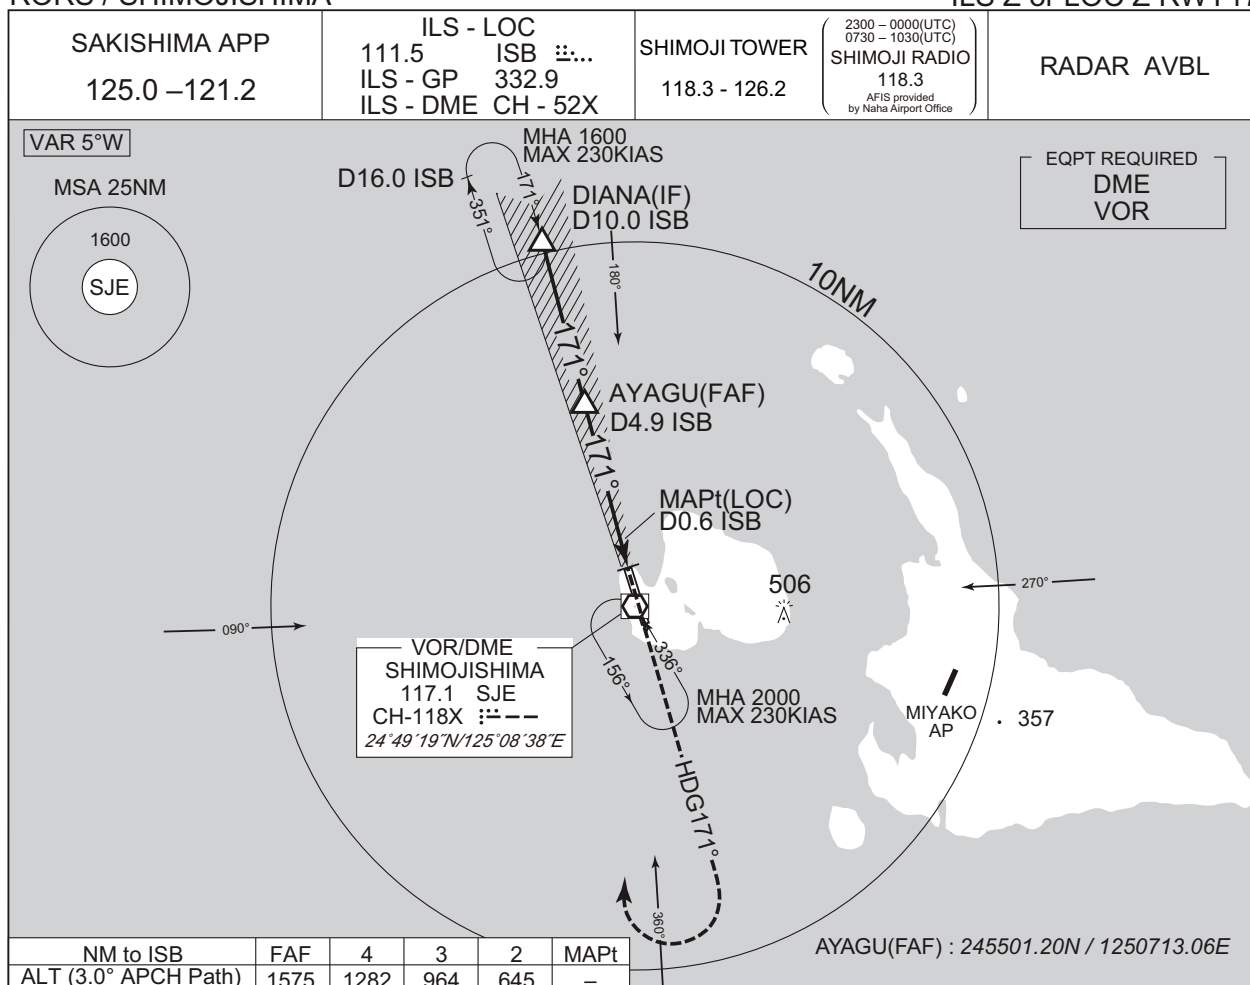 SAKISHIMA APP
125.0 –121.2
ILS - LOC
111.5 ISB
ILS - GP 332.9
ILS - DME CH - 52X
SHIMOJI TOWER
118.3 - 126.2
2300 – 0000(UTC)
0730 – 1030(UTC)
SHIMOJI RADIO
118.3
AFIS provided
by Naha Airport Office
RADAR AVBL
VAR 5°W
MSA 25NM
1600
SJE
MHA 1600
MAX 230KIAS
D16.0 ISB
171°
351°
DIANA(IF)
D10.0 ISB
EQPT REQUIRED
DME
VOR
180°
10NM
171°
AYAGU(FAF)
D4.9 ISB
171°
MAPt(LOC)
D0.6 ISB
506
270°
090°
VOR/DME
SHIMOJISHIMA
117.1 SJE
CH-118X
24°49´19˝N/125°08´38˝E
156°
336°
MHA 2000
MAX 230KIAS
MIYAKO
AP
357
HDG171°
360°
AYAGU(FAF) : 245501.20N / 1250713.06E
NM to ISB FAF 4 3 2 MAPt
ALT (3.0° APCH Path) 1575 1282 964 645 –